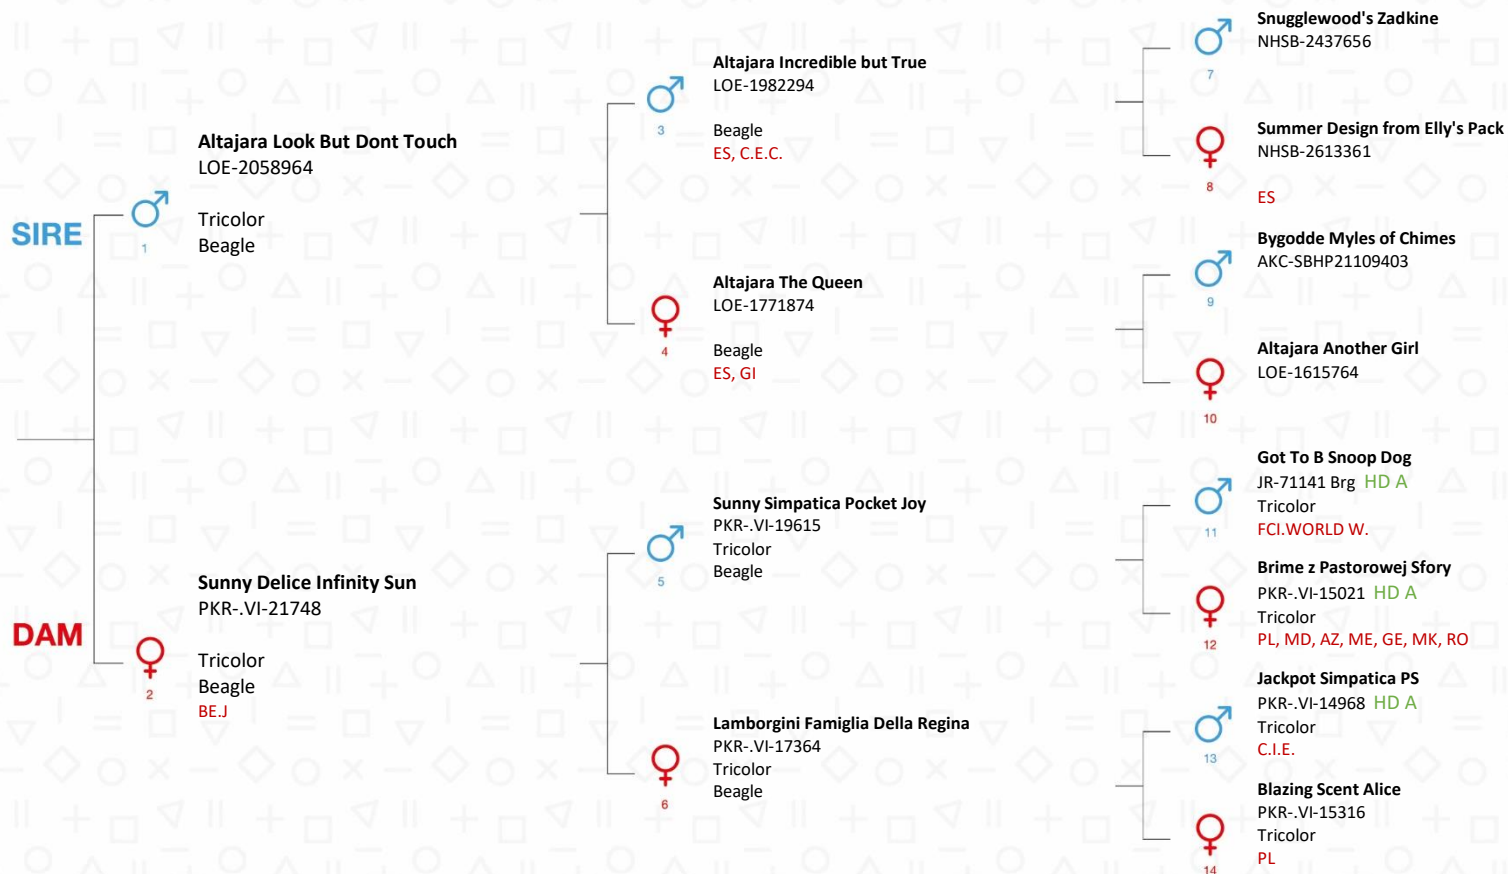 SIRE
1
Altajara Look But Dont Touch
LOE-2058964
Tricolor
Beagle
DAM
2
Sunny Delice Infinity Sun
PKR-.VI-21748
Tricolor
Beagle
BE.J
3
Altajara Incredible but True
LOE-1982294
Beagle
ES, C.E.C.
4
Altajara The Queen
LOE-1771874
Beagle
ES, GI
5
Sunny Simpatica Pocket Joy
PKR-.VI-19615
Tricolor
Beagle
6
Lamborgini Famiglia Della Regina
PKR-.VI-17364
Tricolor
Beagle
7
Snugglewood's Zadkine
NHSB-2437656
8
Summer Design from Elly's Pack
NHSB-2613361
ES
9
Bygodde Myles of Chimes
AKC-SBHP21109403
10
Altajara Another Girl
LOE-1615764
11
Got To B Snoop Dog
JR-71141 Brg HD A
Tricolor
FCI.WORLD W.
12
Brime z Pastorowej Sfory
PKR-.VI-15021 HD A
Tricolor
PL, MD, AZ, ME, GE, MK, RO
13
Jackpot Simpatica PS
PKR-.VI-14968 HD A
Tricolor
C.I.E.
14
Blazing Scent Alice
PKR-.VI-15316
Tricolor
PL